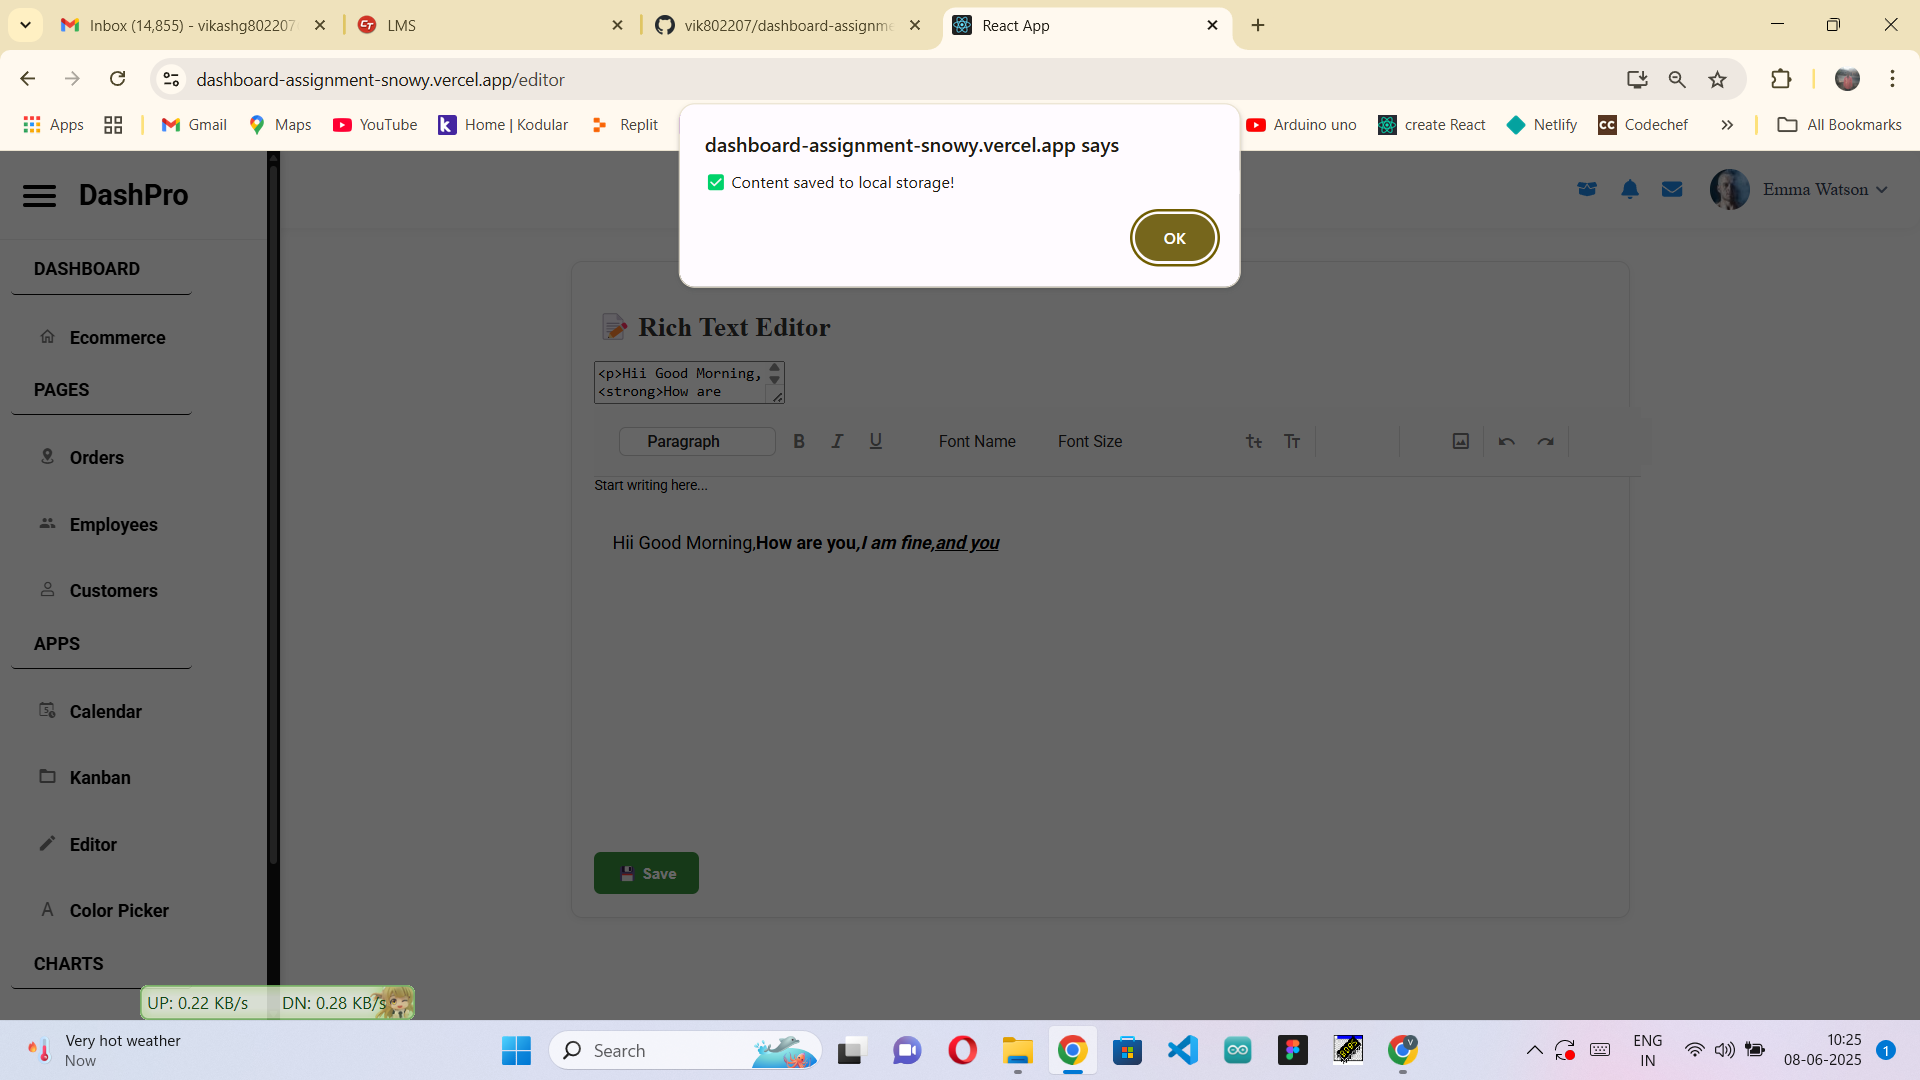 Inbox (14,855) - vikashg802207
LMS
vik802207/dashboard-assignme
React App
dashboard-assignment-snowy.vercel.app/editor
Apps
Gmail
Maps
YouTube
Home | Kodular
Replit
Arduino uno
create React
Netlify
Codechef
All Bookmarks
dashboard-assignment-snowy.vercel.app says
Content saved to local storage!
OK
DashPro
Emma Watson
DASHBOARD
Ecommerce
PAGES
Orders
Employees
Customers
APPS
Calendar
Kanban
Editor
Color Picker
CHARTS
Rich Text Editor
<p>Hii Good Morning,
<strong>How are
Paragraph
B I U
Font Name
Font Size
Start writing here...
Hii Good Morning,How are you,I am fine,and you
Save
UP: 0.22 KB/s DN: 0.28 KB/s
Very hot weather
Now
Search
ENG
IN
10:25
08-06-2025
1